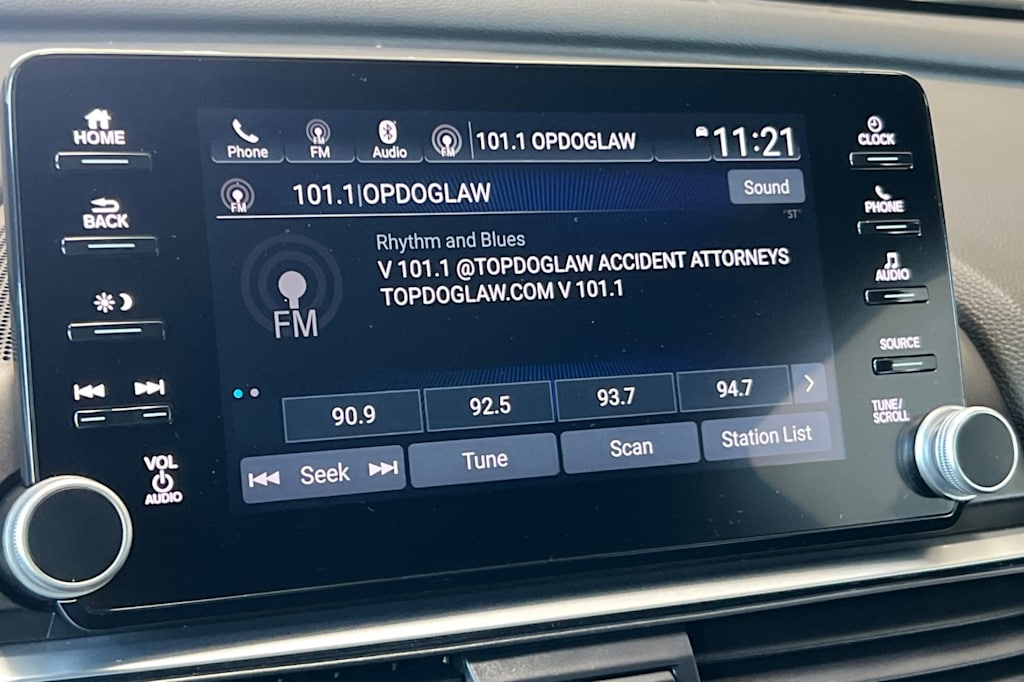 HOME
Phone
FM
Audio
FM
101.1 OPDOGLAW
11:21
CLOCK
BACK
FM
101.1|OPDOGLAW
Sound
PHONE
ST
Rhythm and Blues
V 101.1 @TOPDOGLAW ACCIDENT ATTORNEYS
TOPDOGLAW.COM V 101.1
FM
AUDIO
SOURCE
90.9
92.5
93.7
94.7
TUNE/
SCROLL
Seek
Tune
Scan
Station List
VOL
AUDIO